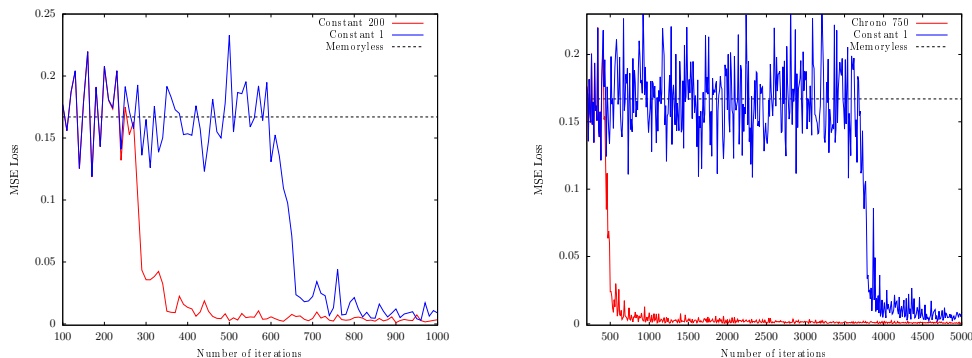 0.25
0.2
0.15
0.1
0.05
0
MSE Loss
Constant 200
Constant 1
Memoryless
100 200 300 400 500 600 700 800 900 1000
Number of iterations
0.2
0.15
0.1
0.05
0
MSE Loss
Chrono 750
Constant 1
Memoryless
500 1000 1500 2000 2500 3000 3500 4000 4500 5000
Number of iterations